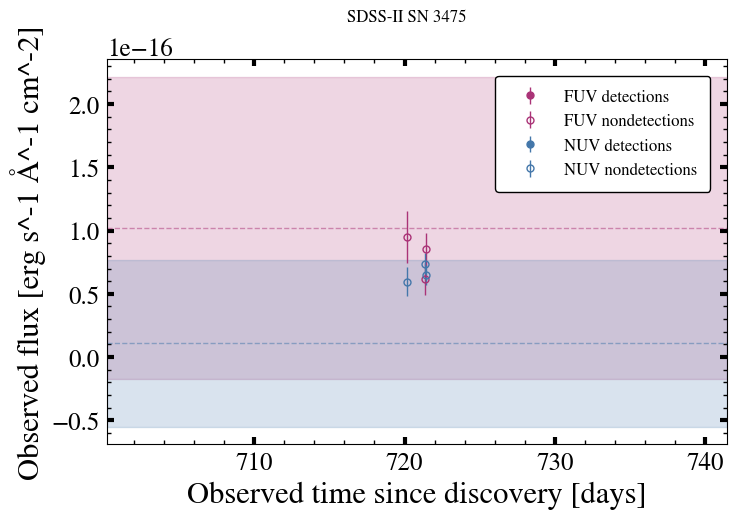 SDSS-II SN 3475
1e−16
Observed flux [erg s^-1 Å^-1 cm^-2]
2.0
1.5
1.0
0.5
0.0
−0.5
FUV detections
FUV nondetections
NUV detections
NUV nondetections
710 720 730 740
Observed time since discovery [days]